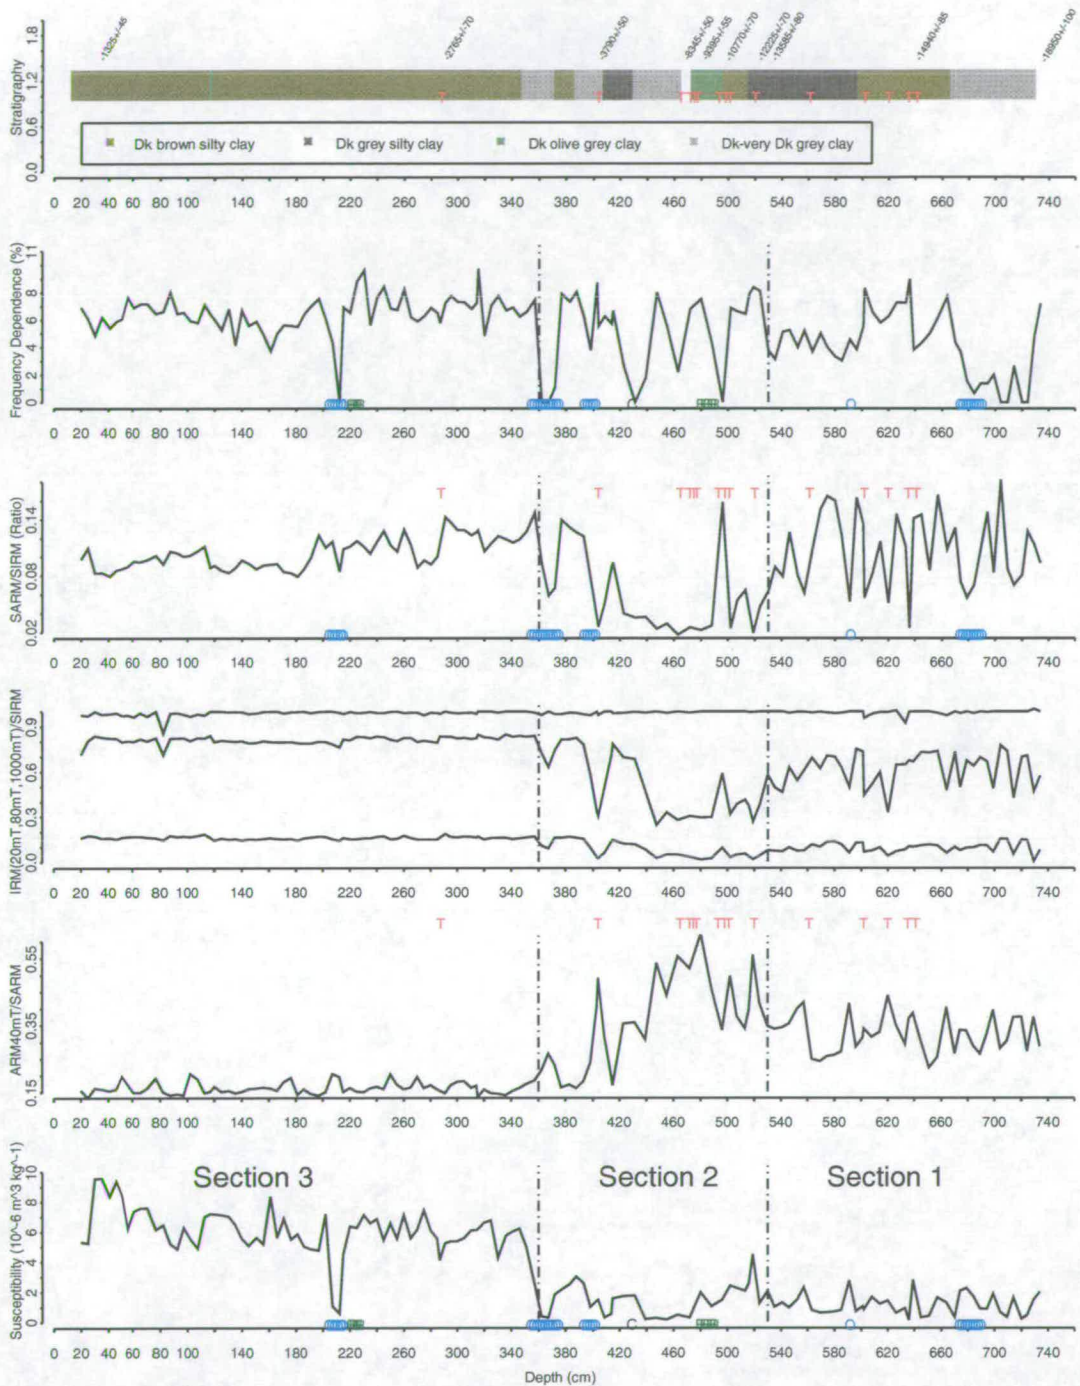 -1325+/-45 -2765+/-70 -3790+/-50 -8345+/-50 -9395+/-55 -10770+/-70 -12225+/-70 -13585+/-80 -14940+/-85 -18950+/-100
Stratigraphy
0.0 0.6 1.2 1.8
T T T T T T T T T T T T T T
Dk brown silty clay Dk grey silty clay Dk olive grey clay Dk-very Dk grey clay
0 20 40 60 80 100 140 180 220 260 300 340 380 420 460 500 540 580 620 660 700 740
Frequency Dependence (%)
0 2 4 6 8 11
0 20 40 60 80 100 140 180 220 260 300 340 380 420 460 500 540 580 620 660 700 740
SARM/SIRM (Ratio)
0.02 0.08 0.14
T T T T T T T T T T T T T T
0 20 40 60 80 100 140 180 220 260 300 340 380 420 460 500 540 580 620 660 700 740
IRM(20mT,80mT,1000mT)/SIRM
0.0 0.3 0.6 0.9
0 20 40 60 80 100 140 180 220 260 300 340 380 420 460 500 540 580 620 660 700 740
ARM40mT/SARM
0.15 0.35 0.55
T T T T T T T T T T T T T T
0 20 40 60 80 100 140 180 220 260 300 340 380 420 460 500 540 580 620 660 700 740
Susceptibility (10^-6 m^3 kg^-1)
0 2 4 6 8 10
Section 3 Section 2 Section 1
0 20 40 60 80 100 140 180 220 260 300 340 380 420 460 500 540 580 620 660 700 740
Depth (cm)